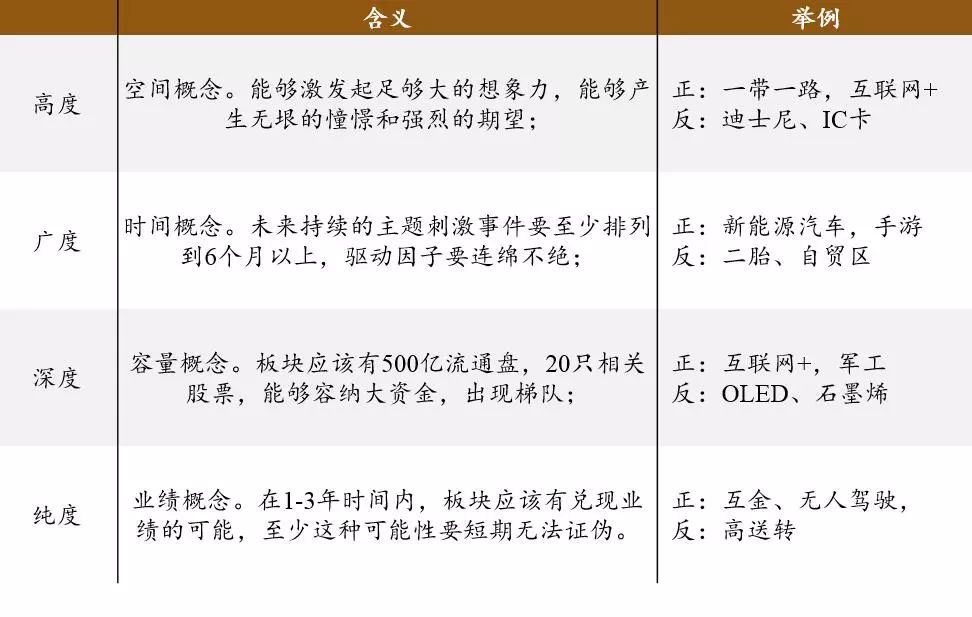 含义
举例
高度
空间概念。能够激发起足够大的想象力，能够产
生无垠的憧憬和强烈的期望；
正：一带一路，互联网+
反：迪士尼、IC卡
广度
时间概念。未来持续的主题刺激事件要至少排列
到6个月以上，驱动因子要连绵不绝；
正：新能源汽车，手游
反：二胎、自贸区
深度
容量概念。板块应该有500亿流通盘，20只相关
股票，能够容纳大资金，出现梯队；
正：互联网+，军工
反：OLED、石墨烯
纯度
业绩概念。在1-3年时间内，板块应该有兑现业
绩的可能，至少这种可能性要短期无法证伪。
正：互金、无人驾驶，
反：高送转